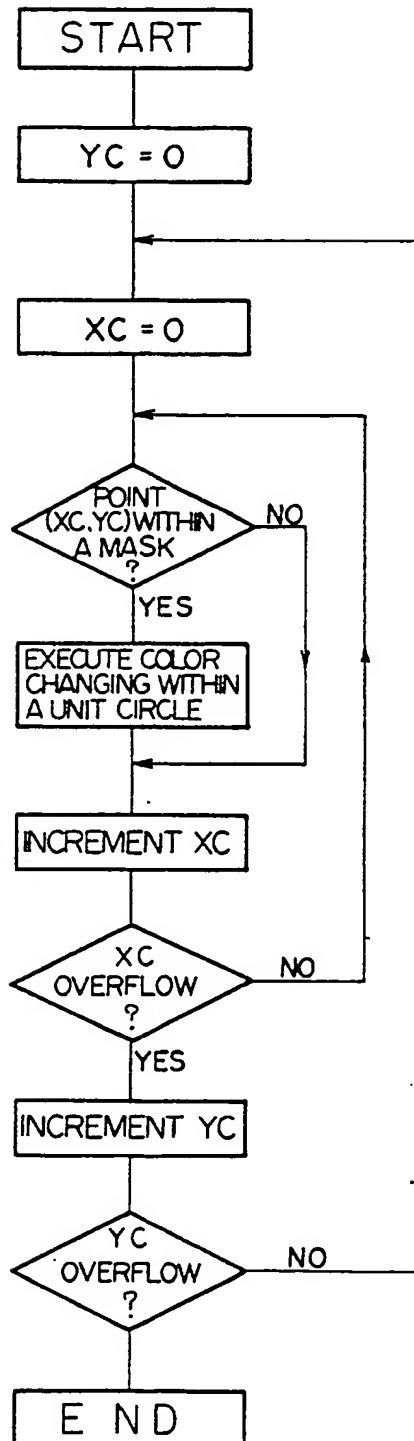 START
YC = 0
XC = 0
POINT
(XC.YC) WITHIN
A MASK
?
NO
YES
EXECUTE COLOR
CHANGING WITHIN
A UNIT CIRCLE
INCREMENT XC
XC
OVERFLOW
?
NO
YES
INCREMENT YC
YC
OVERFLOW
?
NO
END